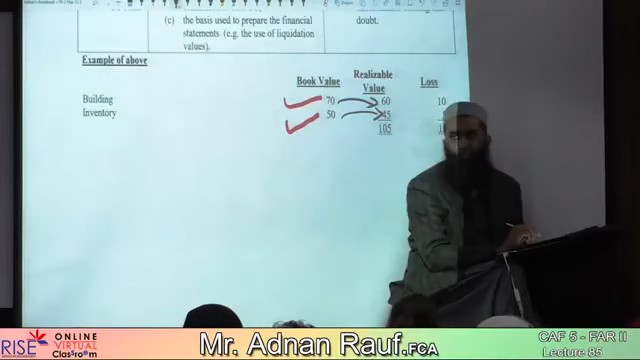 (c) the basis used to prepare the financial doubt.
statements (e.g. the use of liquidation
values).
Example of above
Book Value Realizable Value Loss
Building 70 60 10
Inventory 50 45
105
RISE ONLINE VIRTUAL Classroom
Mr. Adnan Rauf.FCA
CAF 5 - FAR II
Lecture 85